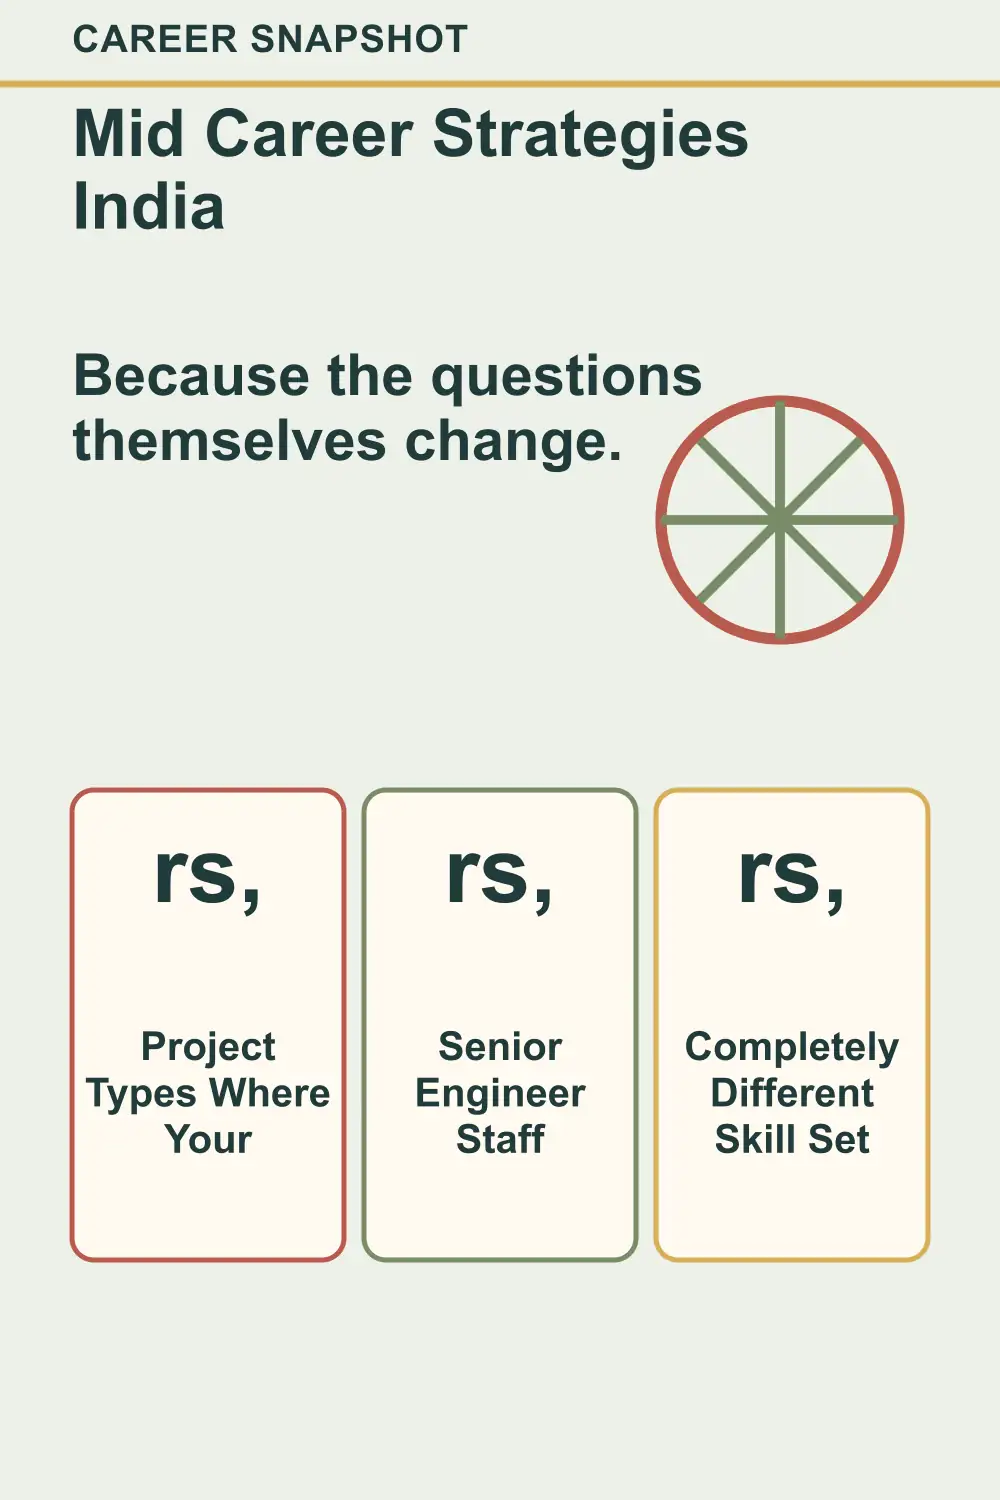 CAREER SNAPSHOT
Mid Career Strategies
India
Because the questions
themselves change.
rs,
Project
Types Where
Your
rs,
Senior
Engineer
Staff
rs,
Completely
Different
Skill Set